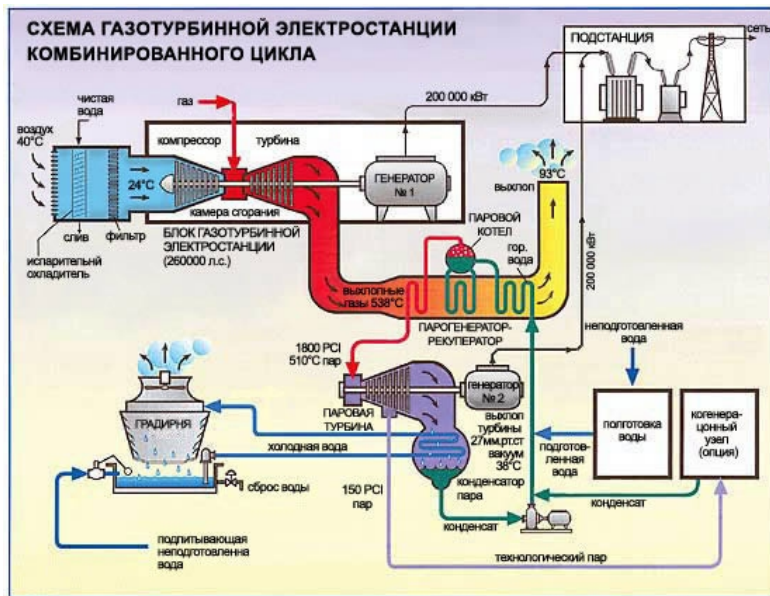 СХЕМА ГАЗОТУРБИННОЙ ЭЛЕКТРОСТАНЦИИ
КОМБИНИРОВАННОГО ЦИКЛА
ПОДСТАНЦИЯ
сеть
200 000 кВт
газ
чистая
вода
воздух
40°С
компрессор
турбина
24°С
ГЕНЕРАТОР
№ 1
93°С
выхлоп
камера сгорания
слив
фильтр
испарительнй
охладитель
БЛОК ГАЗОТУРБИННОЙ
ЭЛЕКТРОСТАНЦИИ
(260000 л.с.)
ПАРОВОЙ
КОТЕЛ
гор.
вода
200 000 кВт
выхлопные
газы 538°С
ПАРОГЕНЕРАТОР-
РЕКУПЕРАТОР
неподготовленная
вода
1800 PCI
510°С пар
генератор
№ 2
ПАРОВАЯ
ТУРБИНА
выхлоп
турбины
27мм.рт.ст
вакуум
38°С
ГРАДИРНЯ
полготовка
воды
когенера-
цонный
узел
(опция)
подготов-
ленная
вода
холодная вода
сброс воды
150 PCI
пар
конденсатор
пара
конденсат
конденсат
подпитывающая
неподготовленна
вода
технологический пар